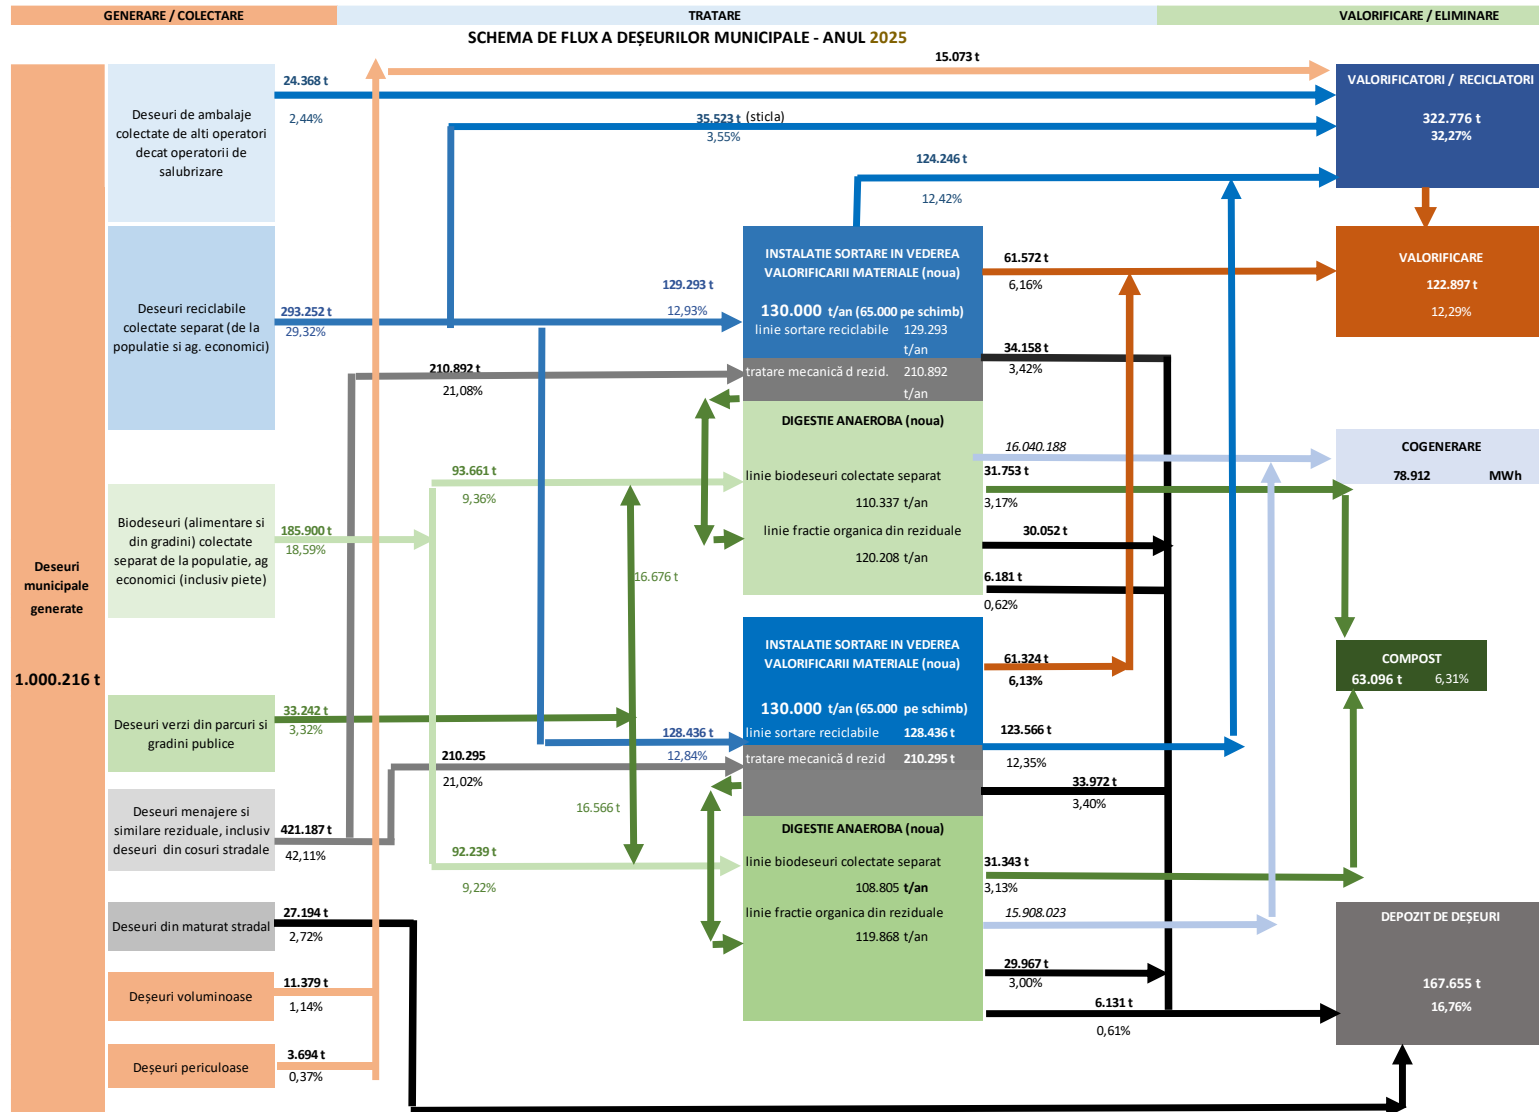 GENERARE / COLECTARE
TRATARE
VALORIFICARE / ELIMINARE
SCHEMA DE FLUX A DEȘEURILOR MUNICIPALE - ANUL 2025
Deseuri
municipale
generate
1.000.216 t
Deseuri de ambalaje
colectate de alti operatori
decat operatorii de
salubrizare
24.368 t
2,44%
15.073 t
35.523 t (sticla)
3,55%
124.246 t
12,42%
VALORIFICATORI / RECICLATORI
322.776 t
32,27%
Deseuri reciclabile
colectate separat (de la
populatie si ag. economici)
293.252 t
29,32%
129.293 t
12,93%
210.892 t
21,08%
INSTALATIE SORTARE IN VEDEREA
VALORIFICARII MATERIALE (noua)
130.000 t/an (65.000 pe schimb)
linie sortare reciclabile 129.293
t/an
tratare mecanică d rezid. 210.892
t/an
61.572 t
6,16%
34.158 t
3,42%
VALORIFICARE
122.897 t
12,29%
DIGESTIE ANAEROBA (noua)
linie biodeseuri colectate separat
110.337 t/an
linie fractie organica din reziduale
120.208 t/an
16.040.188
31.753 t
3,17%
30.052 t
6.181 t
0,62%
COGENERARE
78.912 MWh
Biodeseuri (alimentare si
din gradini) colectate
separat de la populatie, ag
economici (inclusiv piete)
185.900 t
18,59%
93.661 t
9,36%
16.676 t
INSTALATIE SORTARE IN VEDEREA
VALORIFICARII MATERIALE (noua)
130.000 t/an (65.000 pe schimb)
linie sortare reciclabile 128.436 t
tratare mecanică d rezid 210.295 t
61.324 t
6,13%
123.566 t
12,35%
33.972 t
3,40%
COMPOST
63.096 t 6,31%
Deseuri verzi din parcuri si
gradini publice
33.242 t
3,32%
128.436 t
12,84%
210.295
21,02%
16.566 t
Deseuri menajere si
similare reziduale, inclusiv
deseuri din cosuri stradale
421.187 t
42,11%
92.239 t
9,22%
DIGESTIE ANAEROBA (noua)
linie biodeseuri colectate separat
108.805 t/an
linie fractie organica din reziduale
119.868 t/an
31.343 t
3,13%
15.908.023
29.967 t
3,00%
6.131 t
0,61%
DEPOZIT DE DEȘEURI
167.655 t
16,76%
Deseuri din maturat stradal
27.194 t
2,72%
Deșeuri voluminoase
11.379 t
1,14%
Deșeuri periculoase
3.694 t
0,37%